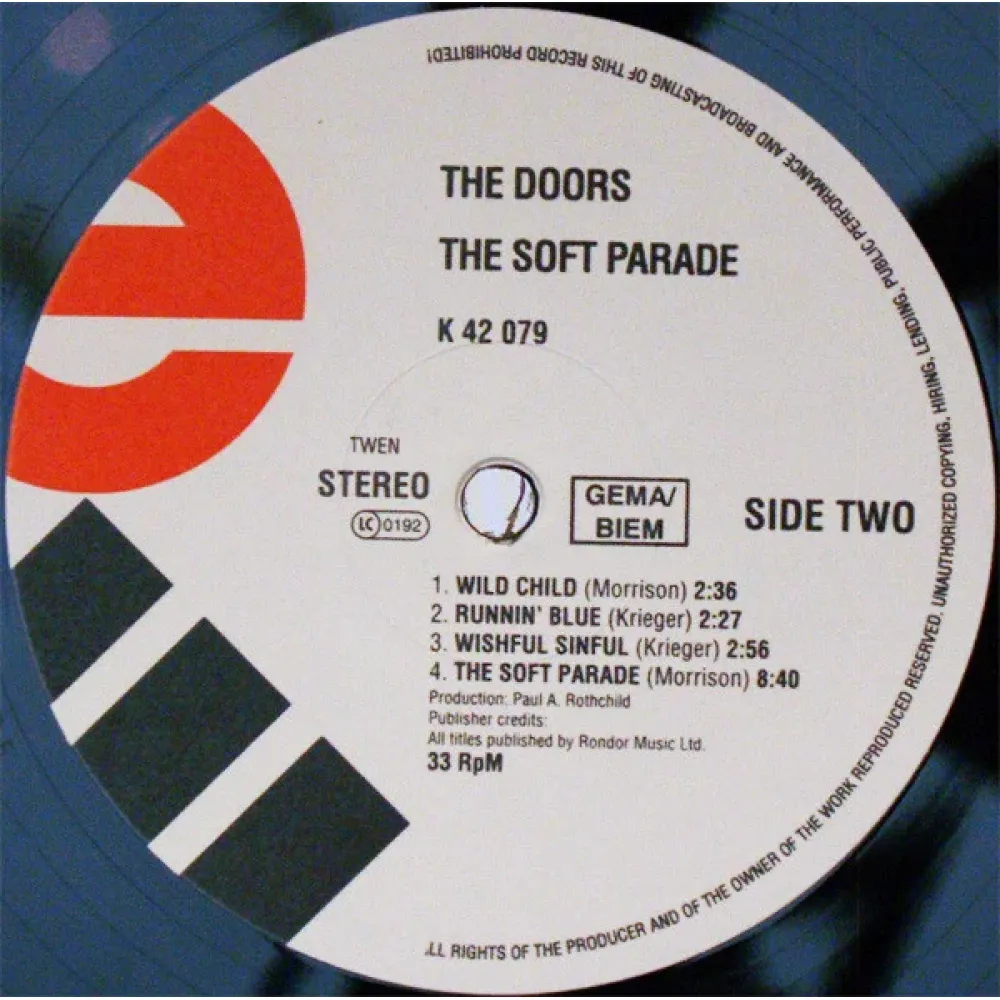 THE DOORS
THE SOFT PARADE
K 42 079
TWEN
STEREO
LC 0192
GEMA/
BIEM
SIDE TWO
1. WILD CHILD (Morrison) 2:36
2. RUNNIN' BLUE (Krieger) 2:27
3. WISHFUL SINFUL (Krieger) 2:56
4. THE SOFT PARADE (Morrison) 8:40
Production: Paul A. Rothchild
Publisher credits:
All titles published by Rondor Music Ltd.
33 RpM
.LL RIGHTS OF THE PRODUCER AND OF THE OWNER OF THE WORK REPRODUCED RESERVED. UNAUTHORIZED COPYING, HIRING, LENDING, PUBLIC PERFORMANCE AND BROADCASTING OF THIS RECORD PROHIBITED!
e